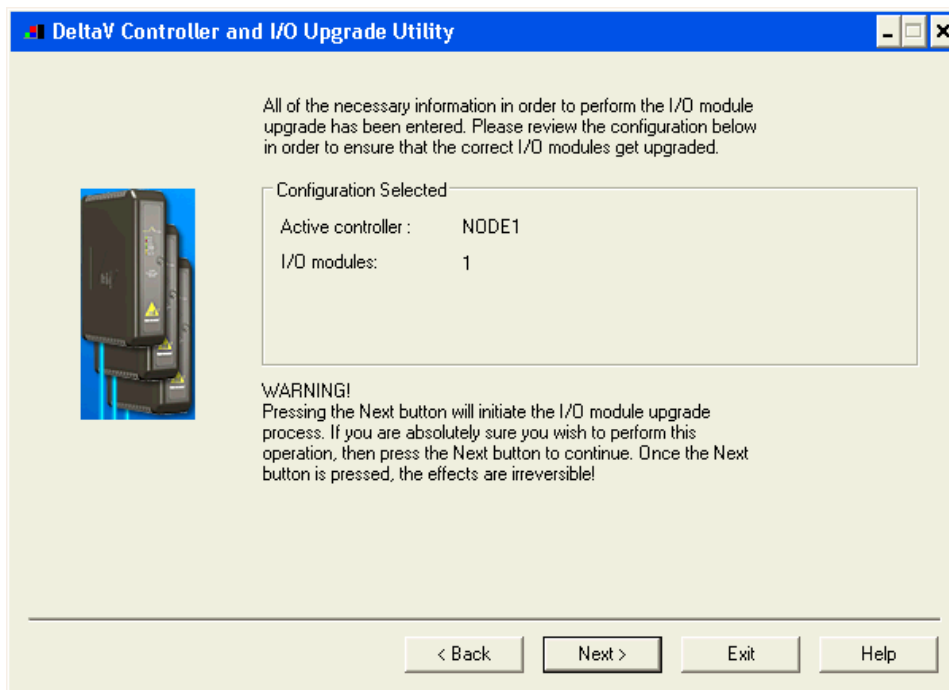 DeltaV Controller and I/O Upgrade Utility
All of the necessary information in order to perform the I/O module
upgrade has been entered. Please review the configuration below
in order to ensure that the correct I/O modules get upgraded.
Configuration Selected
Active controller : NODE1
I/O modules: 1
WARNING!
Pressing the Next button will initiate the I/O module upgrade
process. If you are absolutely sure you wish to perform this
operation, then press the Next button to continue. Once the Next
button is pressed, the effects are irreversible!
< Back Next > Exit Help